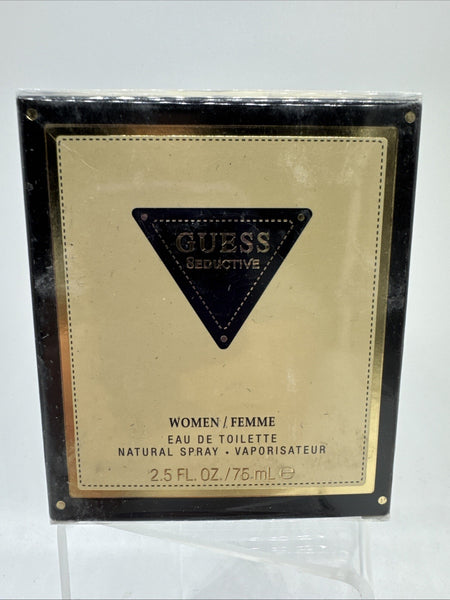 GUESS
SEDUCTIVE
WOMEN / FEMME
EAU DE TOILETTE
NATURAL SPRAY • VAPORISATEUR
2.5 FL. OZ. / 75 mL ℮